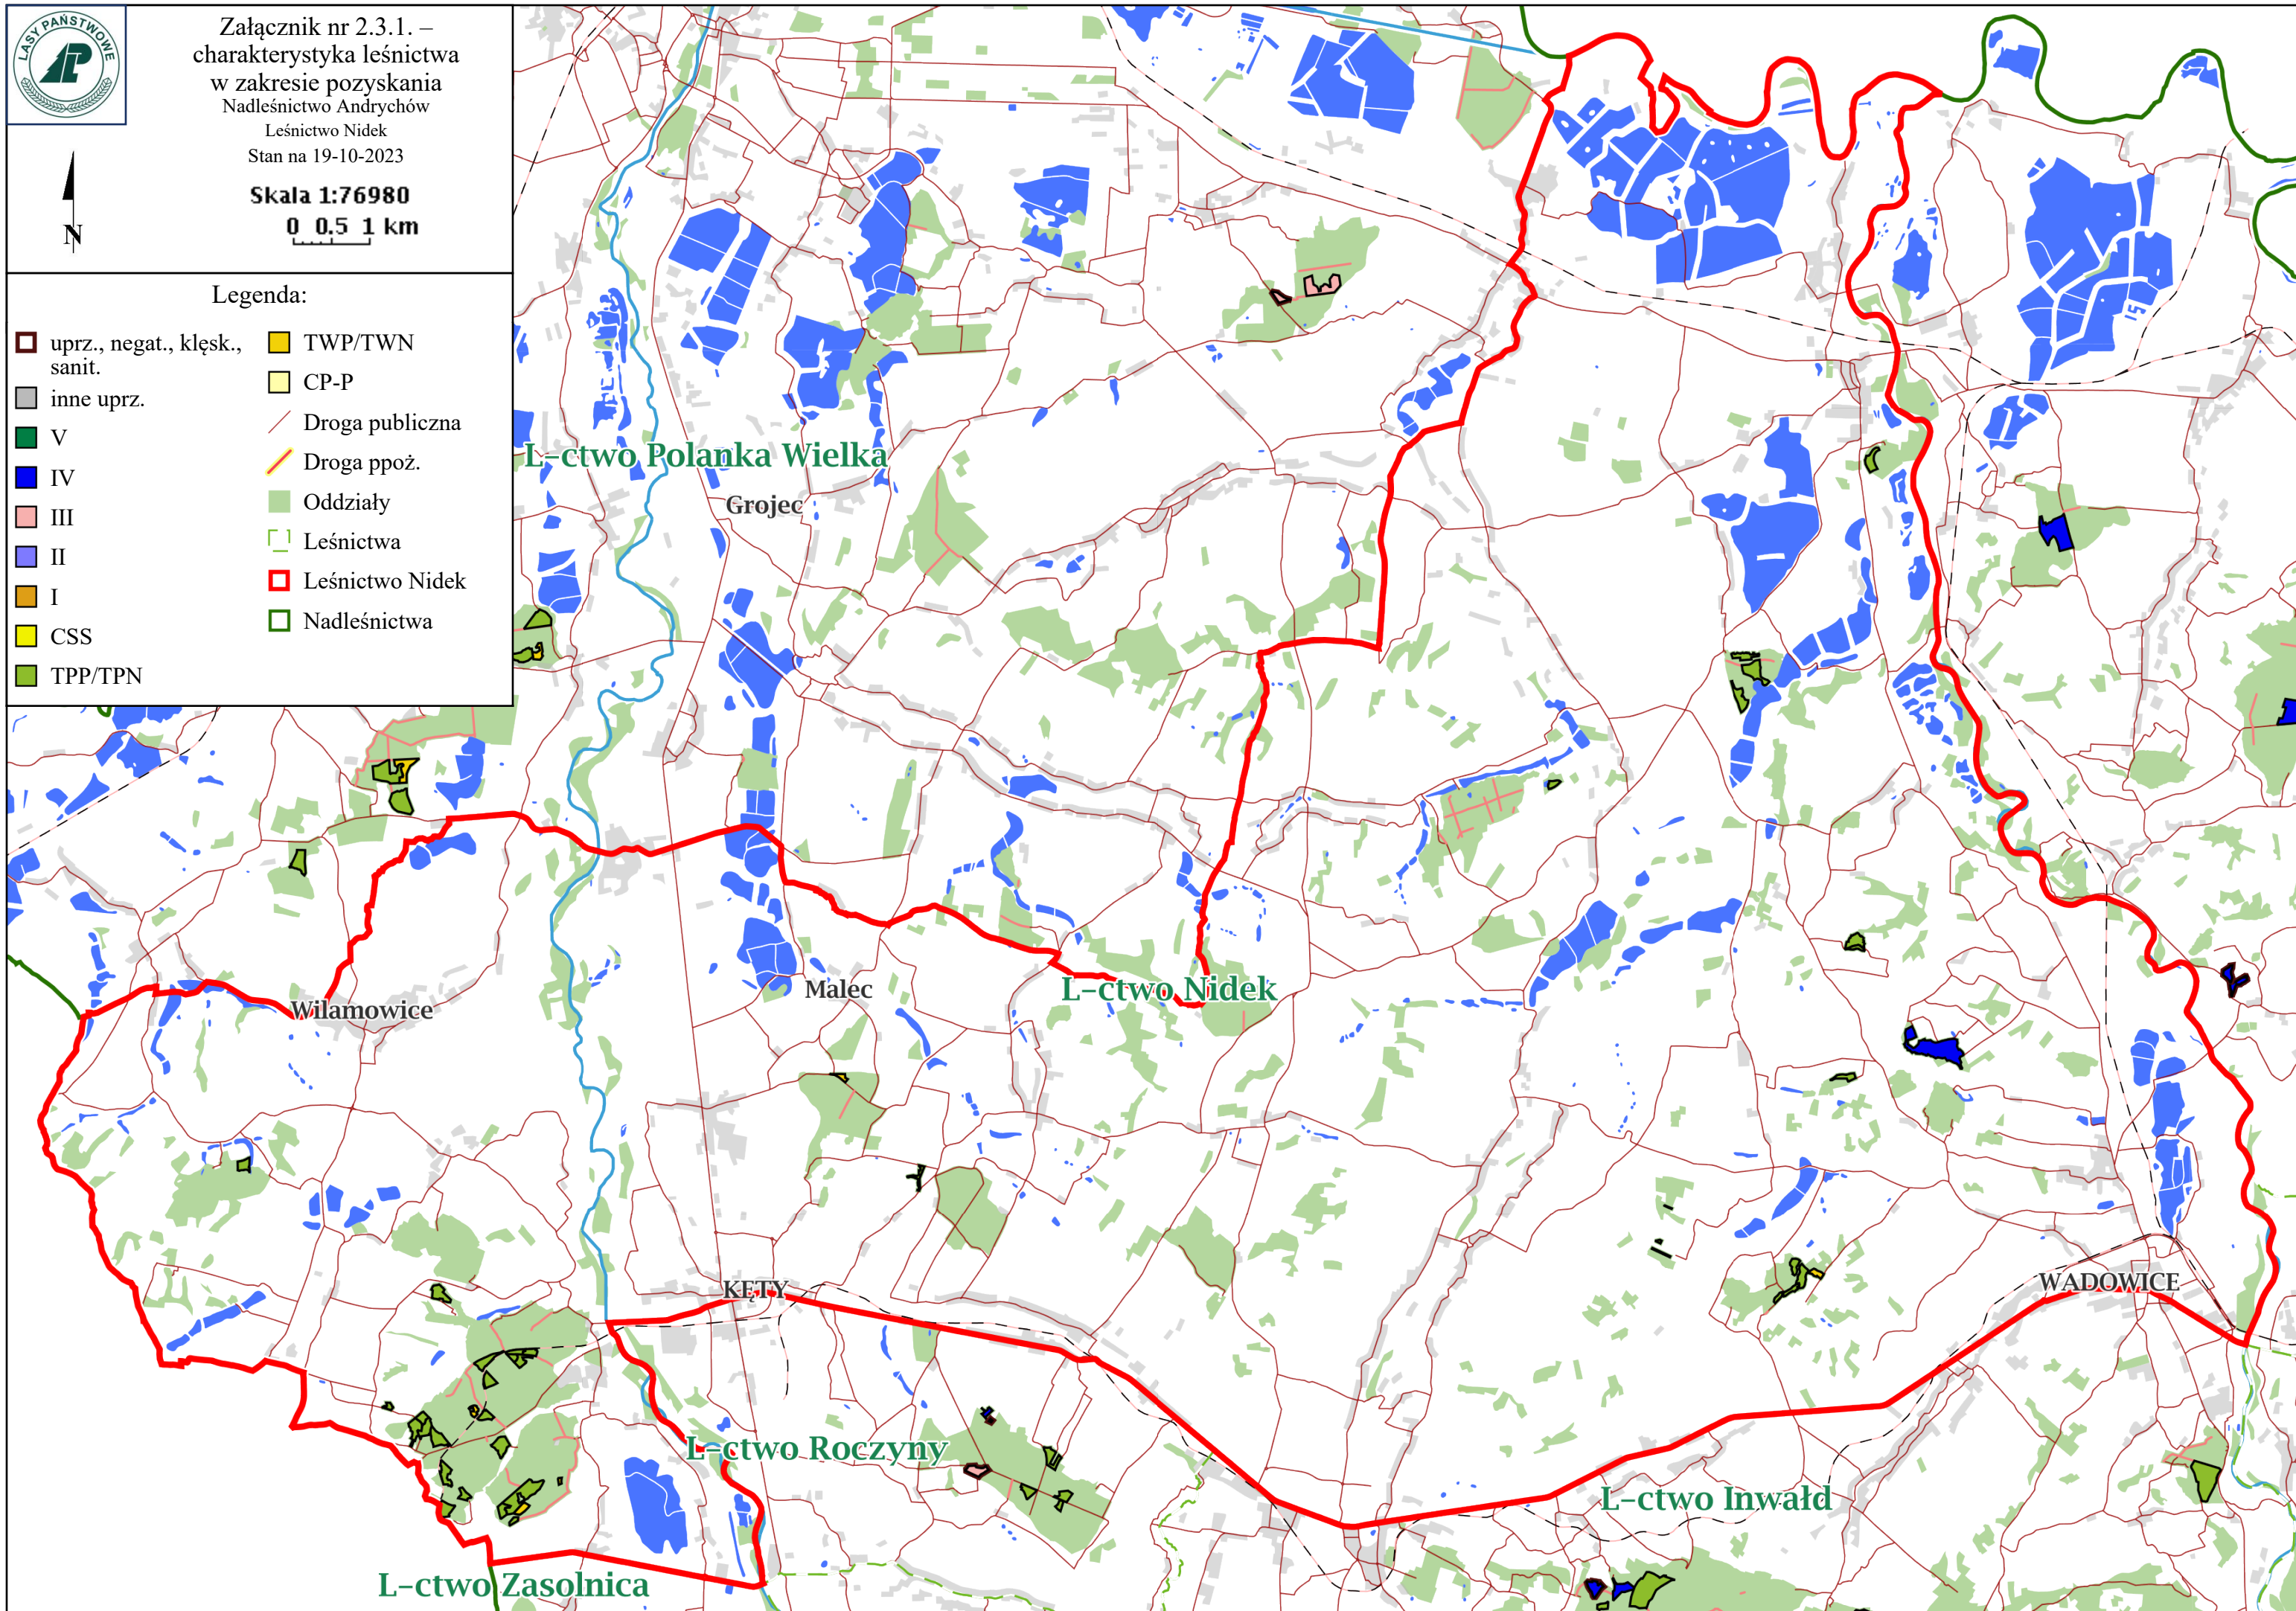 LASY PAŃSTWOWE
Załącznik nr 2.3.1. –
charakterystyka leśnictwa
w zakresie pozyskania
Nadleśnictwo Andrychów
Leśnictwo Nidek
Stan na 19-10-2023
Skala 1:76980
0 0.5 1 km
N
Legenda:
uprz., negat., klęsk.,
sanit.
inne uprz.
V
IV
III
II
I
CSS
TPP/TPN
TWP/TWN
CP-P
Droga publiczna
Droga ppoż.
Oddziały
Leśnictwa
Leśnictwo Nidek
Nadleśnictwa
L-ctwo Polanka Wielka
Grojec
L-ctwo Nidek
Malec
Wilamowice
KĘTY
WADOWICE
L-ctwo Roczyny
L-ctwo Inwałd
L-ctwo Zasolnica